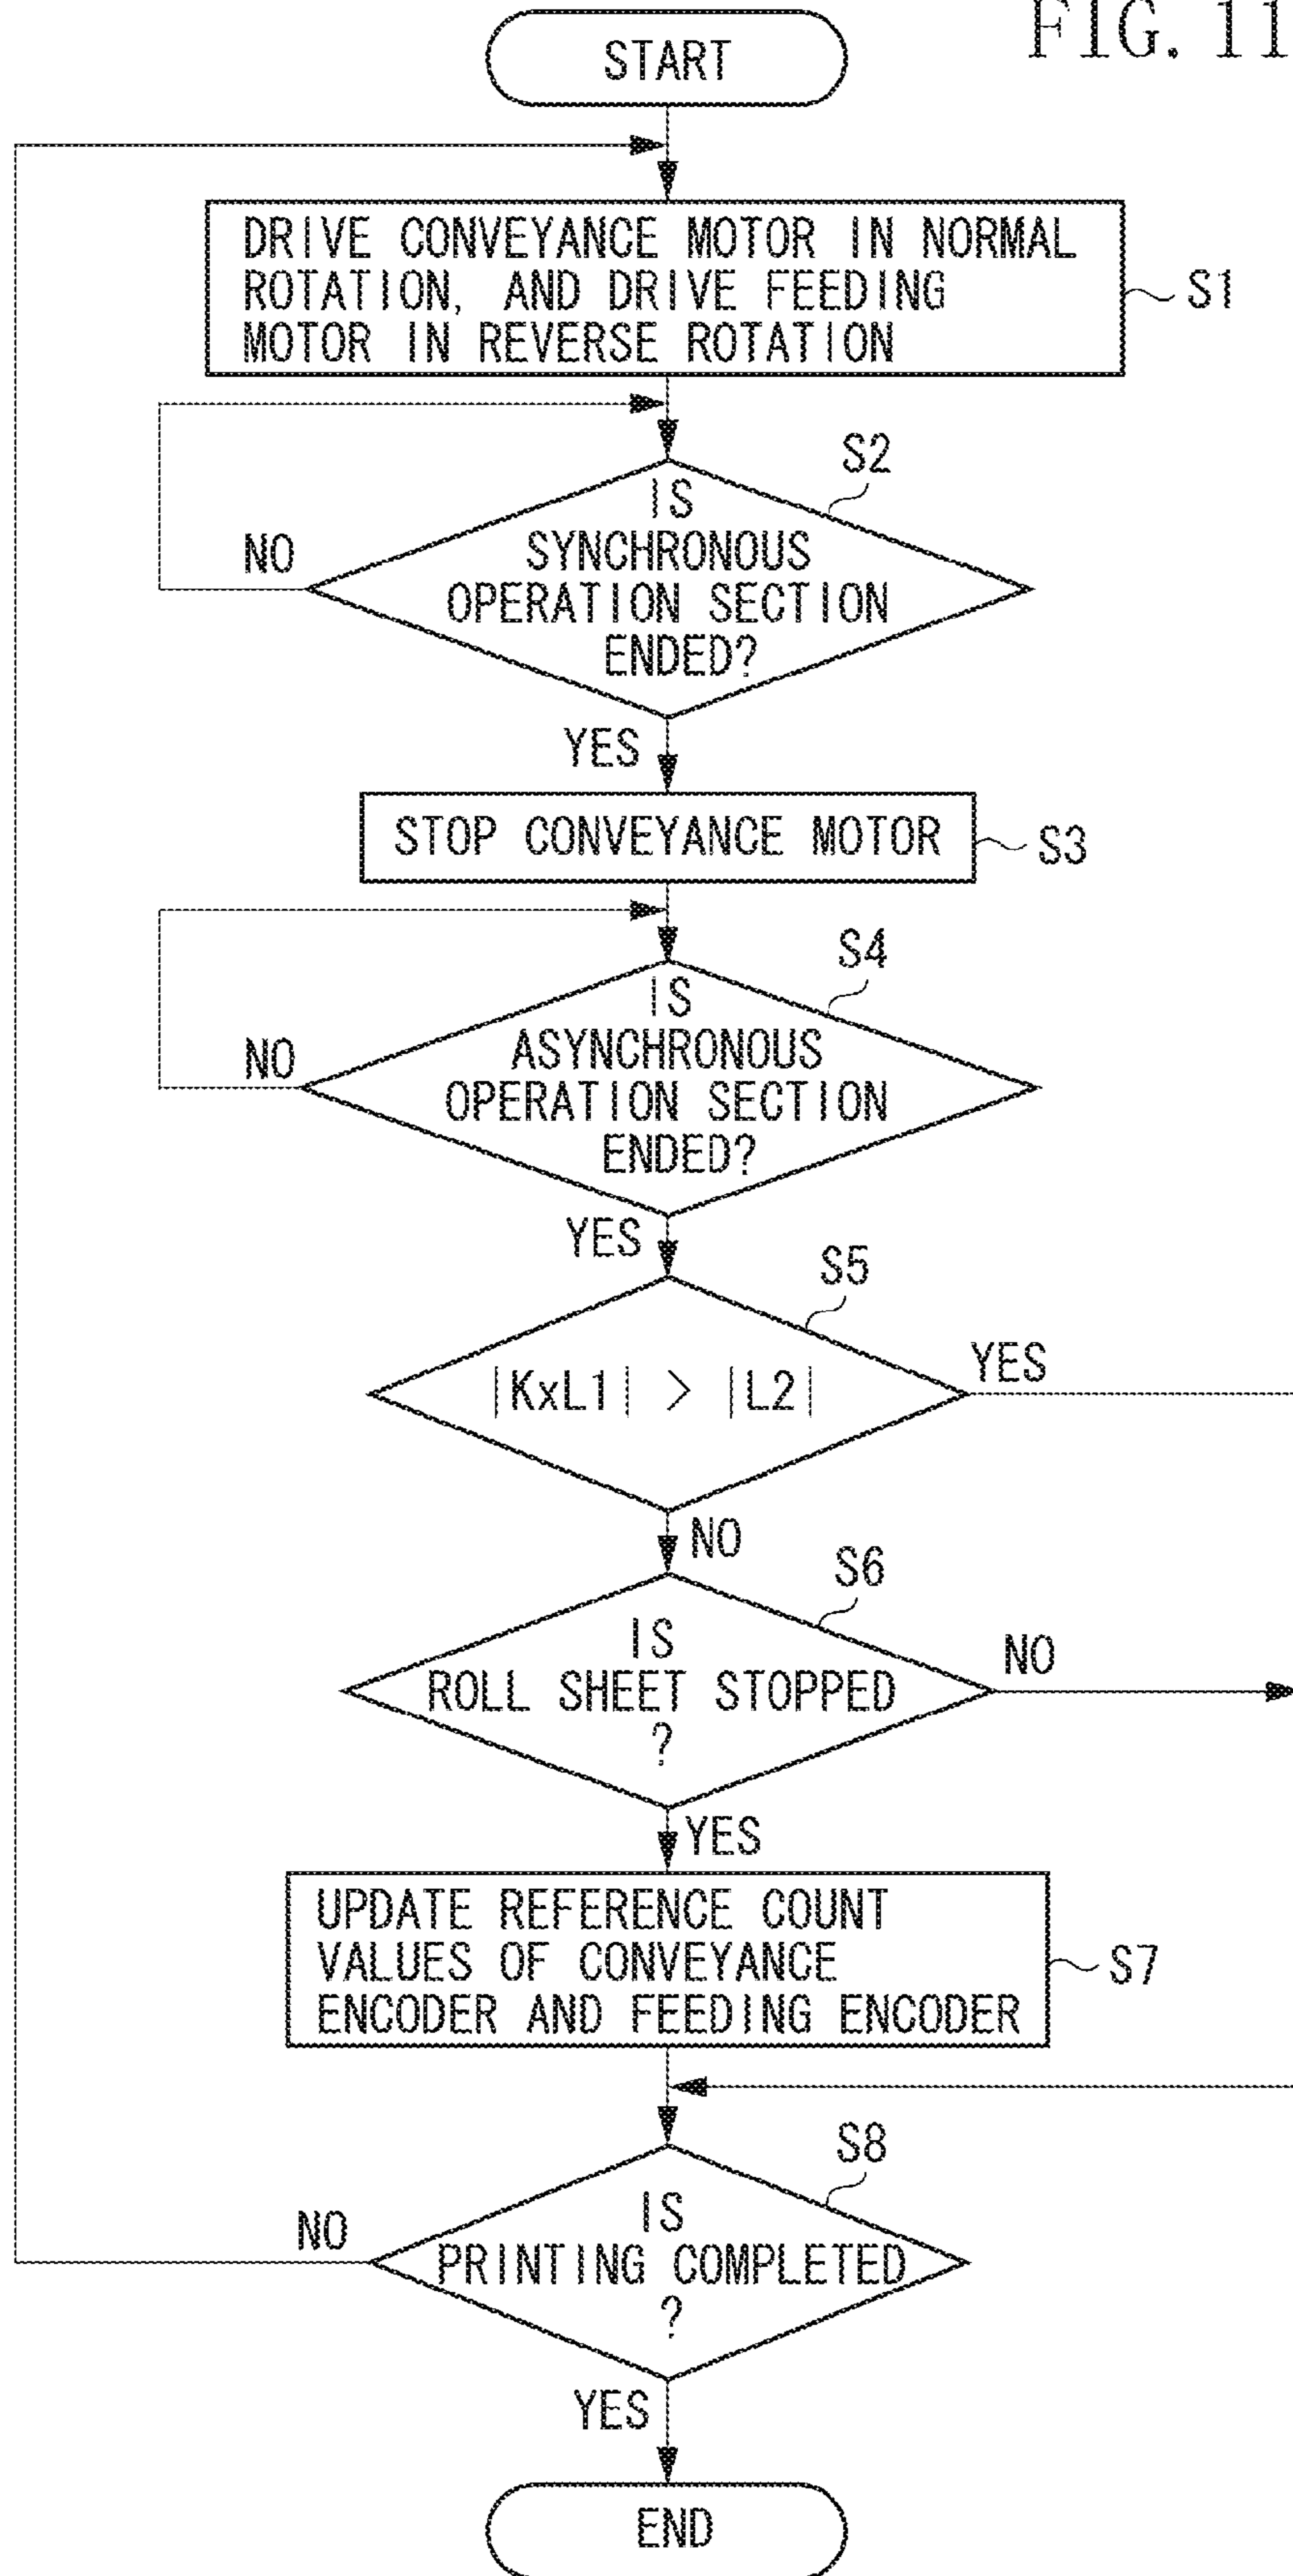 FIG. 11
START
DRIVE CONVEYANCE MOTOR IN NORMAL
ROTATION, AND DRIVE FEEDING
MOTOR IN REVERSE ROTATION
S1
S2
IS
SYNCHRONOUS
OPERATION SECTION
ENDED?
NO
YES
STOP CONVEYANCE MOTOR
S3
S4
IS
ASYNCHRONOUS
OPERATION SECTION
ENDED?
NO
YES
S5
|KxL1| > |L2|
YES
NO
S6
IS
ROLL SHEET STOPPED
?
NO
YES
UPDATE REFERENCE COUNT
VALUES OF CONVEYANCE
ENCODER AND FEEDING ENCODER
S7
S8
IS
PRINTING COMPLETED
?
NO
YES
END